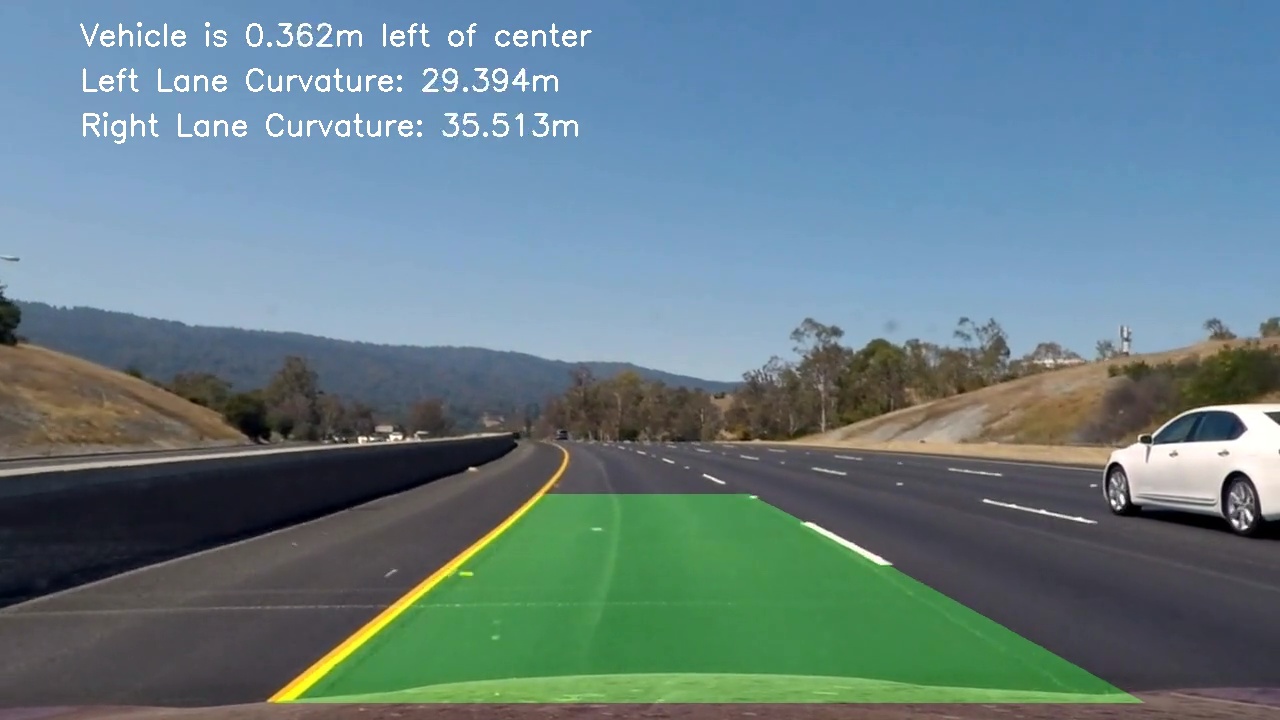 Vehicle is 0.362m left of center
Left Lane Curvature: 29.394m
Right Lane Curvature: 35.513m